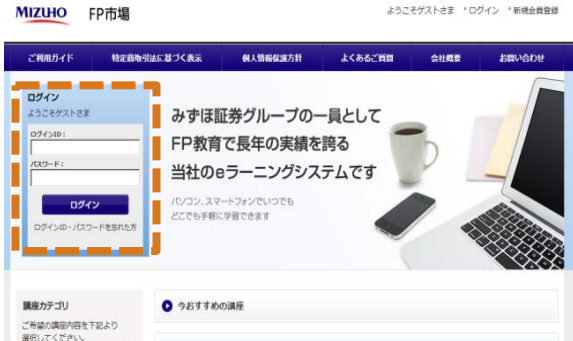 MIZUHO FP市場
ようこそゲストさま ログイン 新規会員登録
ご利用ガイド 特定商取引法に基づく表示 個人情報保護方針 よくあるご質問 会社概要 お問い合わせ
ログイン
ようこそゲストさま
ログインID：
パスワード：
ログイン
ログインID・パスワードを忘れた方
みずほ証券グループの一員として
FP教育で長年の実績を誇る
当社のeラーニングシステムです
パソコン、スマートフォンでいつでも
どこでも手軽に学習できます
講座カテゴリ
ご希望の講座内容を下記より
選択してください。
今おすすめの講座